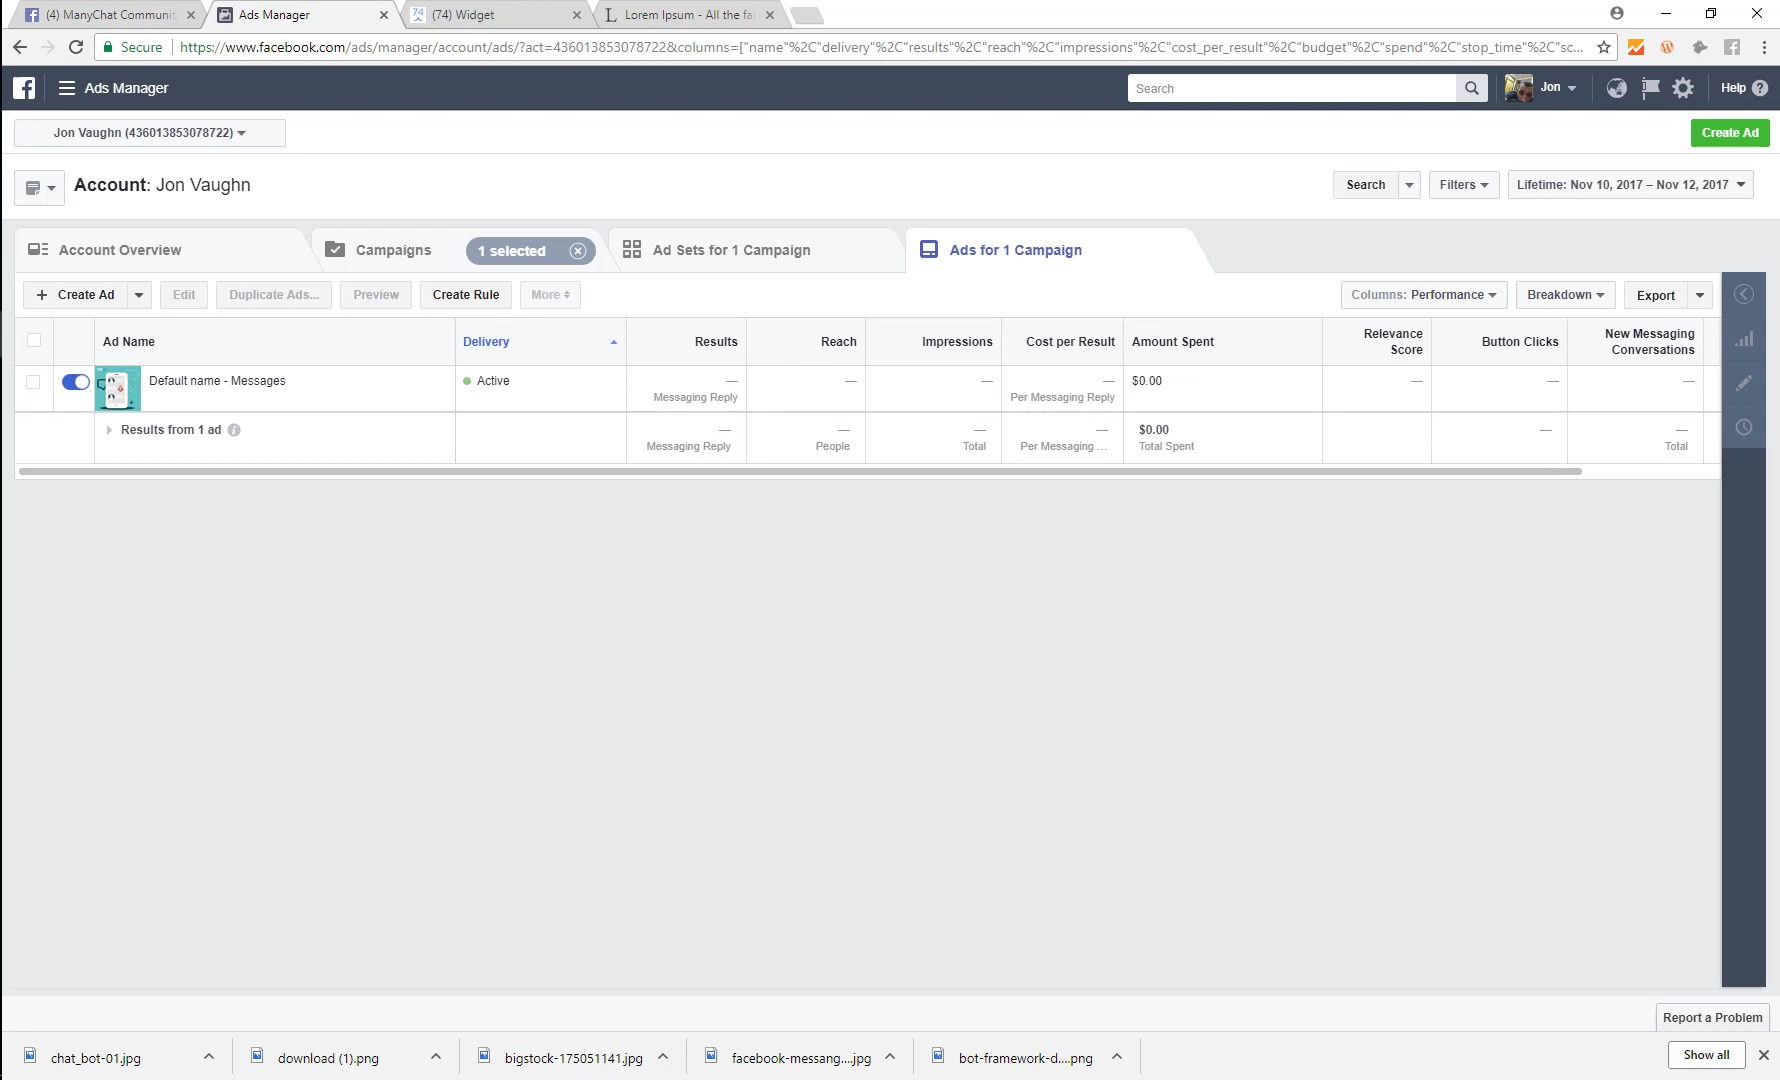 (4) ManyChat Communit
Ads Manager
74
(74) Widget
L
Lorem Ipsum - All the fa
Secure
https://www.facebook.com/ads/manager/account/ads/?act=436013853078722&columns=["name"%2C"delivery"%2C"results"%2C"reach"%2C"impressions"%2C"cost_per_result"%2C"budget"%2C"spend"%2C"stop_time"%2C"sc...
Ads Manager
Search
Jon
Help
Jon Vaughn (436013853078722)
Create Ad
Account: Jon Vaughn
Search
Filters
Lifetime: Nov 10, 2017 – Nov 12, 2017
Account Overview
Campaigns
1 selected
Ad Sets for 1 Campaign
Ads for 1 Campaign
+ Create Ad
Edit
Duplicate Ads...
Preview
Create Rule
More
Columns: Performance
Breakdown
Export
Ad Name
Delivery
Results
Reach
Impressions
Cost per Result
Amount Spent
Relevance
Score
Button Clicks
New Messaging
Conversations
Default name - Messages
Active
—
Messaging Reply
—
—
—
Per Messaging Reply
$0.00
—
—
—
Results from 1 ad
—
Messaging Reply
—
People
—
Total
—
Per Messaging ...
$0.00
Total Spent
—
—
Total
Report a Problem
chat_bot-01.jpg
download (1).png
bigstock-175051141.jpg
facebook-messang....jpg
bot-framework-d....png
Show all